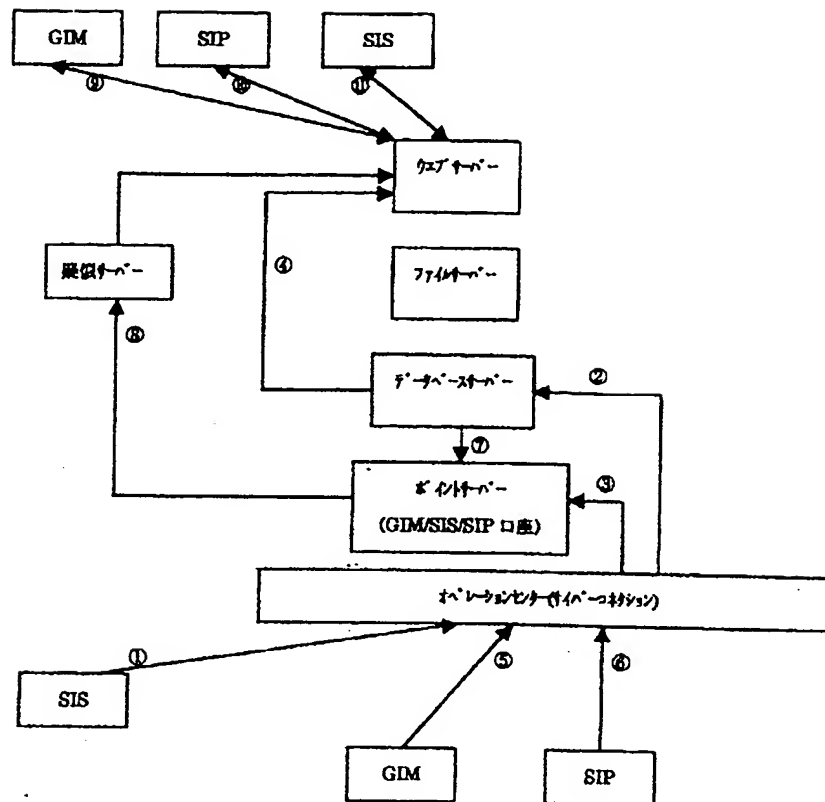 GIM
SIP
SIS
⑨
⑩
⑪
ウエブサーバー
疑似サーバー
④
ファイルサーバー
⑧
データベースサーバー
②
⑦
ポイントサーバー
③
(GIM/SIS/SIP 口座)
オペレーションセンター(サイバーコネクション)
①
⑤
⑥
SIS
GIM
SIP